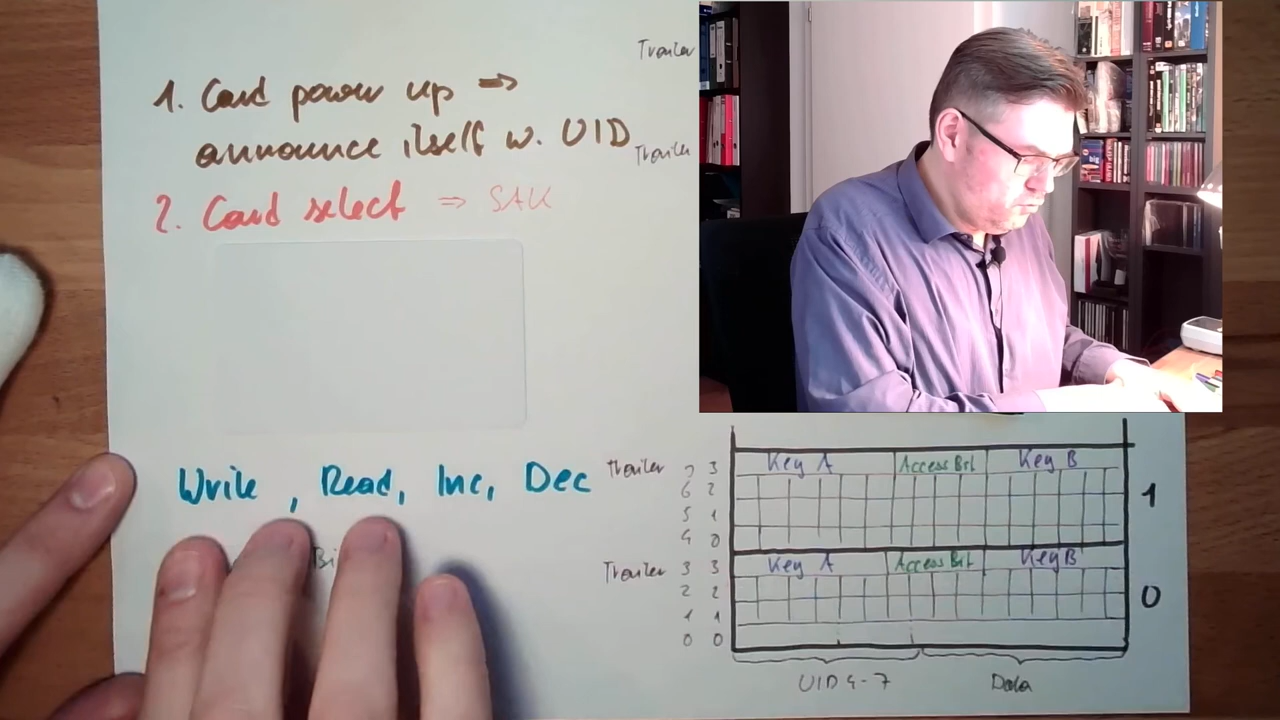 Trailer
1. Card power up ⇒
announce itself w. UID
Trailer
2. Card select ⇒ SAK
Write, Read, Inc, Dec
Bi
Trailer
7 3 Key A Access Bit Key B
6 2
5 1
4 0
1
Trailer
3 3 Key A Access Bit Key B
2 2
1 1
0 0
0
UID 4-7 Data
big